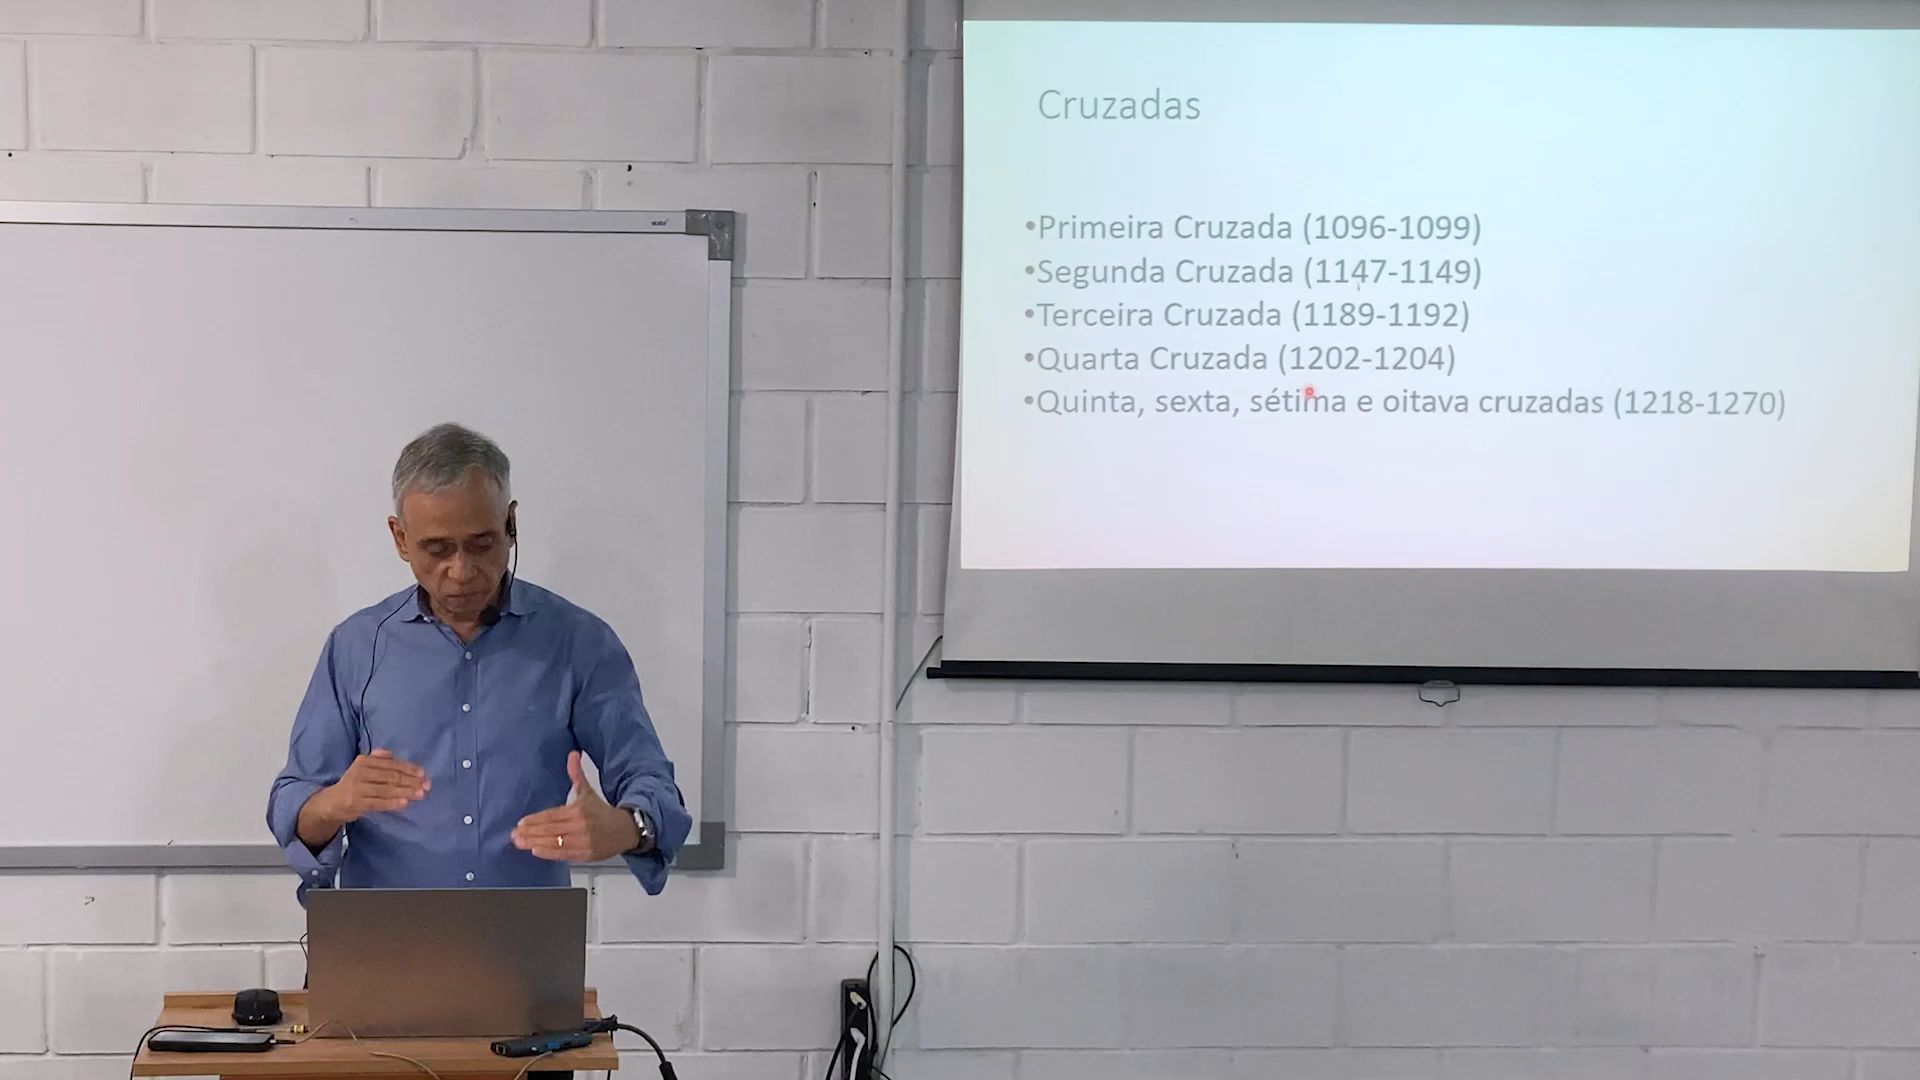 Cruzadas
•Primeira Cruzada (1096-1099)
•Segunda Cruzada (1147-1149)
•Terceira Cruzada (1189-1192)
•Quarta Cruzada (1202-1204)
•Quinta, sexta, sétima e oitava cruzadas (1218-1270)